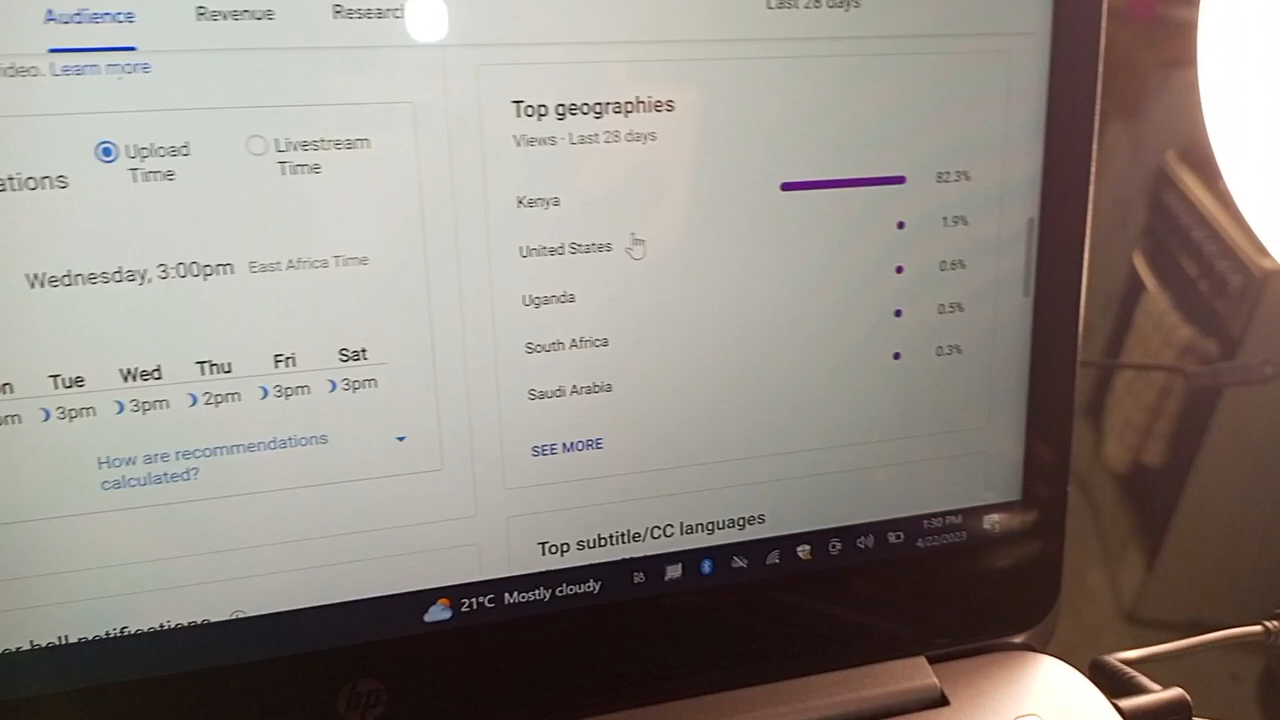 Audience Revenue Research
Last 28 days
Learn more
Upload Time
Livestream Time
Wednesday, 3:00pm East Africa Time
Tue Wed Thu Fri Sat
3pm 3pm 2pm 3pm 3pm
How are recommendations
calculated?
Top geographies
Views - Last 28 days
Kenya 82.3%
United States 1.9%
Uganda 0.6%
South Africa 0.5%
Saudi Arabia 0.3%
SEE MORE
Top subtitle/CC languages
bell notifications
21°C Mostly cloudy
1:30 PM
4/22/2023
hp